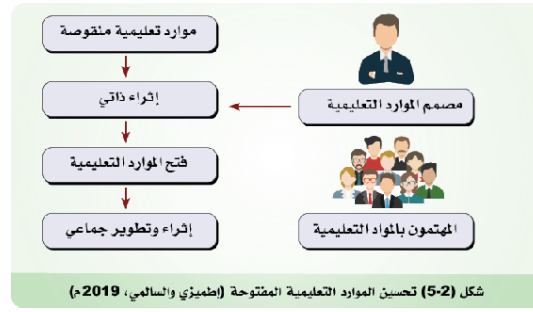 موارد تعليمية منقوصة
إثراء ذاتي
مصمم الموارد التعليمية
فتح الموارد التعليمية
إثراء وتطوير جماعي
المهتمون بالمواد التعليمية
شكل (2-5) تحسين الموارد التعليمية المفتوحة (اطميزي والسالمي، 2019م)